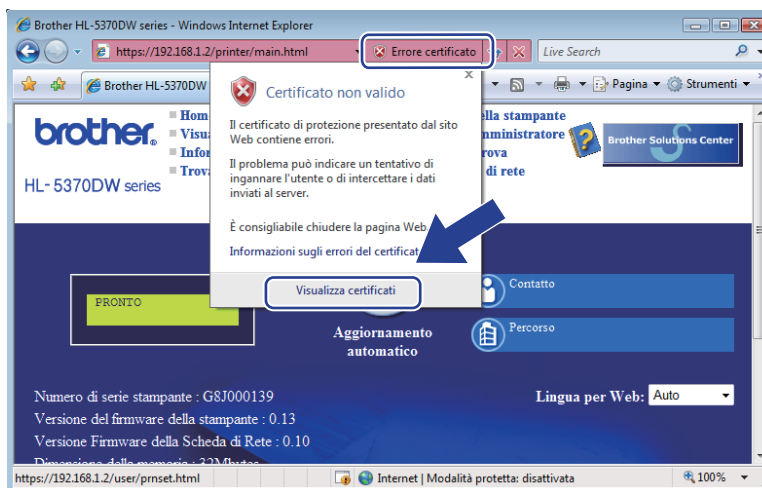 Brother HL-5370DW series - Windows Internet Explorer
https://192.168.1.2/printer/main.html
Errore certificato
Live Search
Brother HL-5370DW
Pagina
Strumenti
Certificato non valido
Il certificato di protezione presentato dal sito
Web contiene errori.
Il problema può indicare un tentativo di
ingannare l'utente o di intercettare i dati
inviati al server.
È consigliabile chiudere la pagina Web.
Informazioni sugli errori del
Visualizza certificati
brother
HL-5370DW series
Hom
Visu
Infor
Trov
ella stampante
mministratore
rova
di rete
Brother Solutions Center
PRONTO
Aggiornamento
automatico
Contatto
Percorso
Numero di serie stampante : G8J000139
Lingua per Web: Auto
Versione del firmware della stampante : 0.13
Versione Firmware della Scheda di Rete : 0.10
Dimensione della memoria : 32Mbytes
https://192.168.1.2/user/prnset.html
Internet | Modalità protetta: disattivata
100%